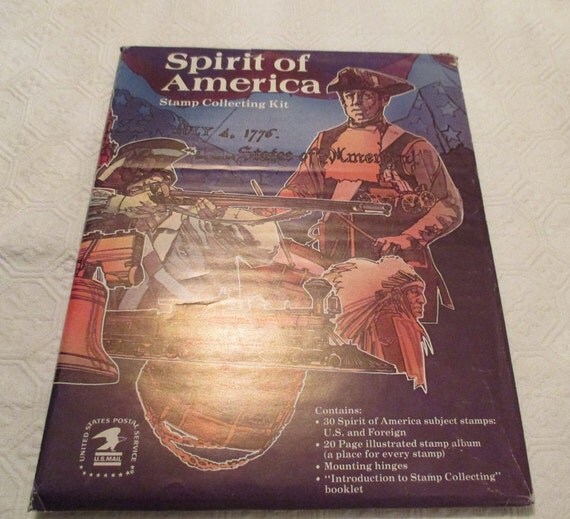 Spirit of
America
Stamp Collecting Kit
JULY 4, 1776.
States of America
Contains:
• 30 Spirit of America subject stamps:
U.S. and Foreign
• 20 Page illustrated stamp album
(a place for every stamp)
• Mounting hinges
• "Introduction to Stamp Collecting"
booklet
UNITED STATES POSTAL SERVICE
U.S. MAIL